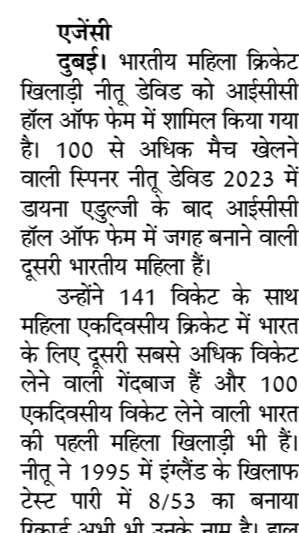 एजेंसी
दुबई। भारतीय महिला क्रिकेट
खिलाड़ी नीतू डेविड को आईसीसी
हॉल ऑफ फेम में शामिल किया गया
है। 100 से अधिक मैच खेलने
वाली स्पिनर नीतू डेविड 2023 में
डायना एडुल्जी के बाद आईसीसी
हॉल ऑफ फेम में जगह बनाने वाली
दूसरी भारतीय महिला हैं।
उन्होंने 141 विकेट के साथ
महिला एकदिवसीय क्रिकेट में भारत
के लिए दूसरी सबसे अधिक विकेट
लेने वाली गेंदबाज हैं और 100
एकदिवसीय विकेट लेने वाली भारत
की पहली महिला खिलाड़ी भी हैं।
नीतू ने 1995 में इंग्लैंड के खिलाफ
टेस्ट पारी में 8/53 का बनाया
रिकार्ड अभी भी उनके नाम है। हाल